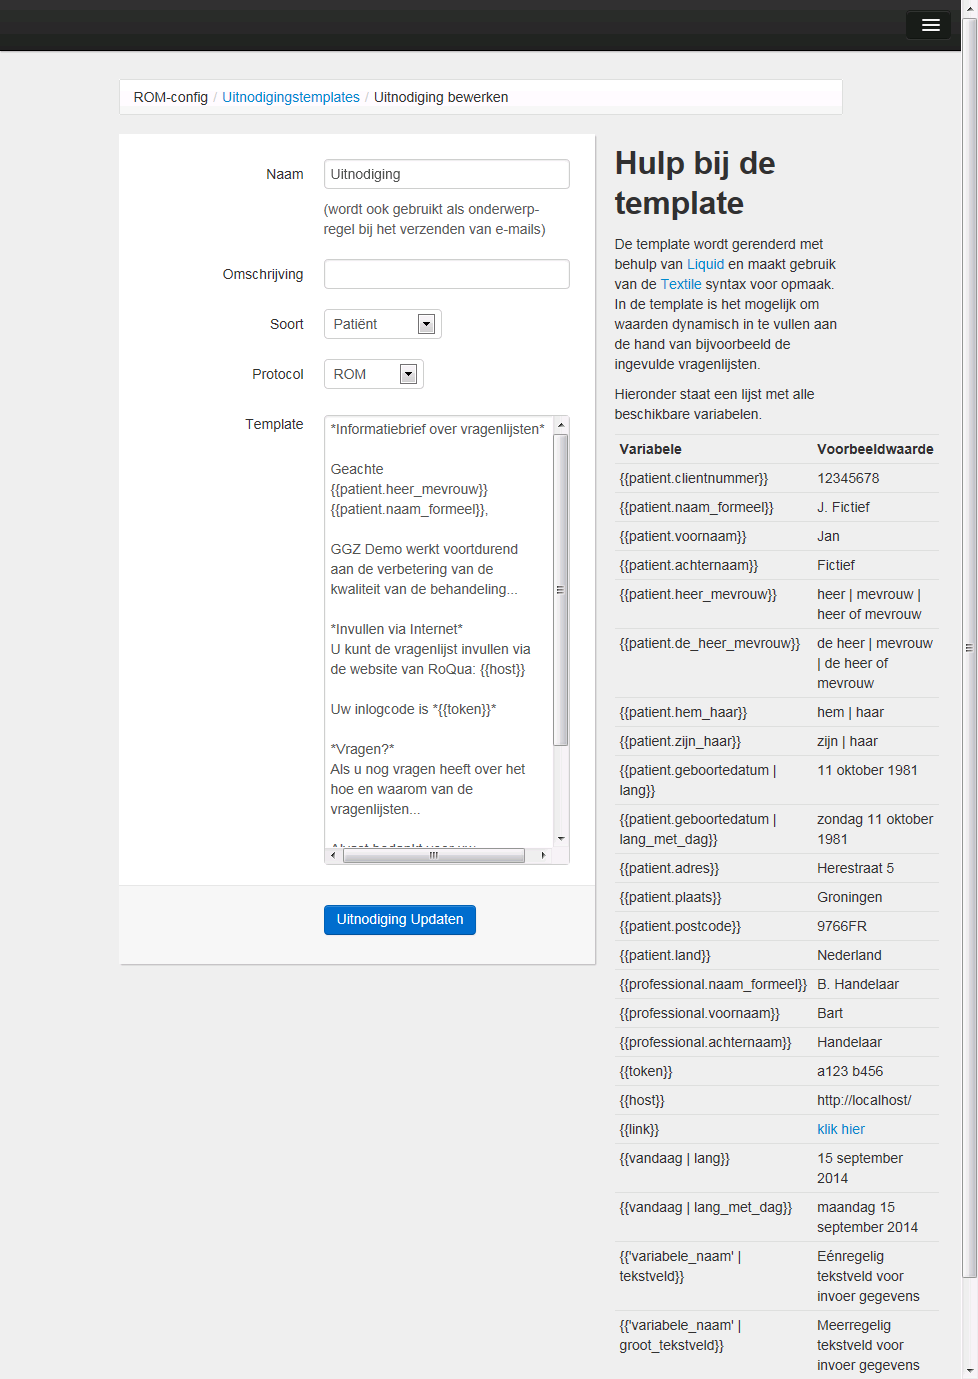 ROM-config / Uitnodigingstemplates / Uitnodiging bewerken
Naam
Uitnodiging
(wordt ook gebruikt als onderwerp-
regel bij het verzenden van e-mails)
Omschrijving
Soort
Patiënt
Protocol
ROM
Template
*Informatiebrief over vragenlijsten*
Geachte
{{patient.heer_mevrouw}}
{{patient.naam_formeel}},
GGZ Demo werkt voortdurend
aan de verbetering van de
kwaliteit van de behandeling...
*Invullen via Internet*
U kunt de vragenlijst invullen via
de website van RoQua: {{host}}
Uw inlogcode is *{{token}}*
*Vragen?*
Als u nog vragen heeft over het
hoe en waarom van de
vragenlijsten...
Uitnodiging Updaten
Hulp bij de
template
De template wordt gerenderd met
behulp van Liquid en maakt gebruik
van de Textile syntax voor opmaak.
In de template is het mogelijk om
waarden dynamisch in te vullen aan
de hand van bijvoorbeeld de
ingevulde vragenlijsten.
Hieronder staat een lijst met alle
beschikbare variabelen.
Variabele Voorbeeldwaarde
{{patient.clientnummer}} 12345678
{{patient.naam_formeel}} J. Fictief
{{patient.voornaam}} Jan
{{patient.achternaam}} Fictief
{{patient.heer_mevrouw}} heer | mevrouw |
heer of mevrouw
{{patient.de_heer_mevrouw}} de heer | mevrouw
| de heer of
mevrouw
{{patient.hem_haar}} hem | haar
{{patient.zijn_haar}} zijn | haar
{{patient.geboortedatum | 11 oktober 1981
lang}}
{{patient.geboortedatum | zondag 11 oktober
lang_met_dag}} 1981
{{patient.adres}} Herestraat 5
{{patient.plaats}} Groningen
{{patient.postcode}} 9766FR
{{patient.land}} Nederland
{{professional.naam_formeel}} B. Handelaar
{{professional.voornaam}} Bart
{{professional.achternaam}} Handelaar
{{token}} a123 b456
{{host}} http://localhost/
{{link}} klik hier
{{vandaag | lang}} 15 september
2014
{{vandaag | lang_met_dag}} maandag 15
september 2014
{{'variabele_naam' | Eénregelig
tekstveld}} tekstveld voor
invoer gegevens
{{'variabele_naam' | Meerregelig
groot_tekstveld}} tekstveld voor
invoer gegevens